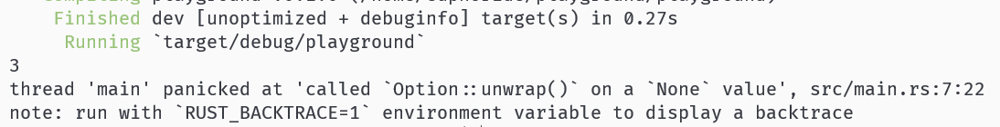 Finished dev [unoptimized + debuginfo] target(s) in 0.27s
Running `target/debug/playground`
3
thread 'main' panicked at 'called `Option::unwrap()` on a `None` value', src/main.rs:7:22
note: run with `RUST_BACKTRACE=1` environment variable to display a backtrace